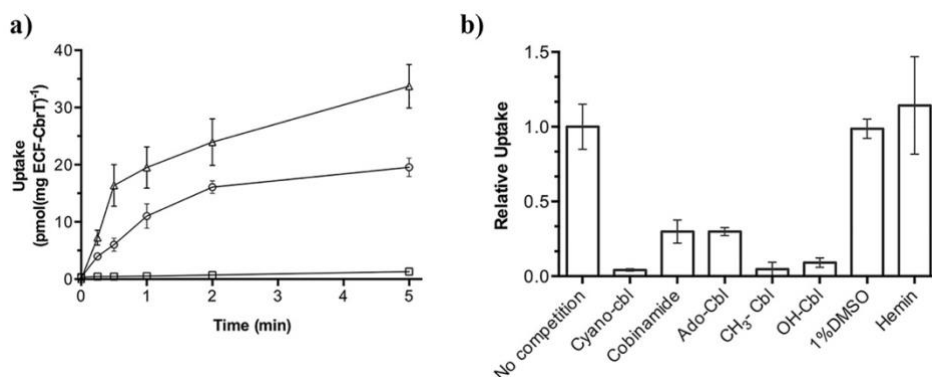 a)
40
30
20
10
0
Uptake
(pmol(mg ECF-CbrT)⁻¹
0
1
2
3
4
5
Time (min)
b)
1.5
1.0
0.5
0.0
Relative Uptake
No competition
Cyano-cbl
Cobinamide
Ado-Cbl
CH₃- Cbl
OH-Cbl
1%DMSO
Hemin